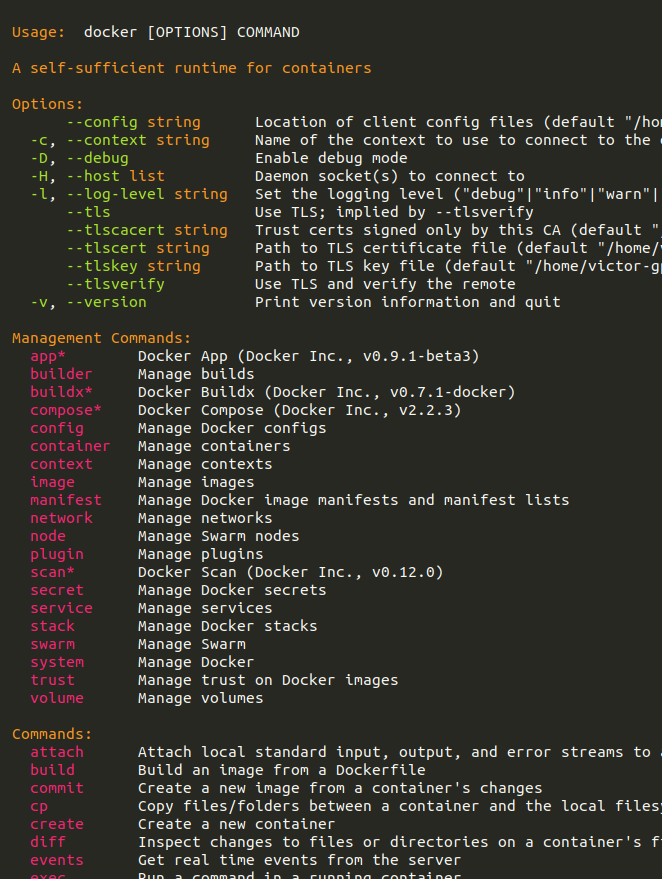 Usage:  docker [OPTIONS] COMMAND
A self-sufficient runtime for containers
Options:
      --config string      Location of client config files (default "/ho
  -c, --context string     Name of the context to use to connect to the
  -D, --debug              Enable debug mode
  -H, --host list          Daemon socket(s) to connect to
  -l, --log-level string   Set the logging level ("debug"|"info"|"warn"|
      --tls                Use TLS; implied by --tlsverify
      --tlscacert string   Trust certs signed only by this CA (default "
      --tlscert string     Path to TLS certificate file (default "/home/
      --tlskey string      Path to TLS key file (default "/home/victor-g
      --tlsverify          Use TLS and verify the remote
  -v, --version            Print version information and quit
Management Commands:
  app*        Docker App (Docker Inc., v0.9.1-beta3)
  builder     Manage builds
  buildx*     Docker Buildx (Docker Inc., v0.7.1-docker)
  compose*    Docker Compose (Docker Inc., v2.2.3)
  config      Manage Docker configs
  container   Manage containers
  context     Manage contexts
  image       Manage images
  manifest    Manage Docker image manifests and manifest lists
  network     Manage networks
  node        Manage Swarm nodes
  plugin      Manage plugins
  scan*       Docker Scan (Docker Inc., v0.12.0)
  secret      Manage Docker secrets
  service     Manage services
  stack       Manage Docker stacks
  swarm       Manage Swarm
  system      Manage Docker
  trust       Manage trust on Docker images
  volume      Manage volumes
Commands:
  attach      Attach local standard input, output, and error streams to
  build       Build an image from a Dockerfile
  commit      Create a new image from a container's changes
  cp          Copy files/folders between a container and the local files
  create      Create a new container
  diff        Inspect changes to files or directories on a container's f
  events      Get real time events from the server
  exec        Run a command in a running container